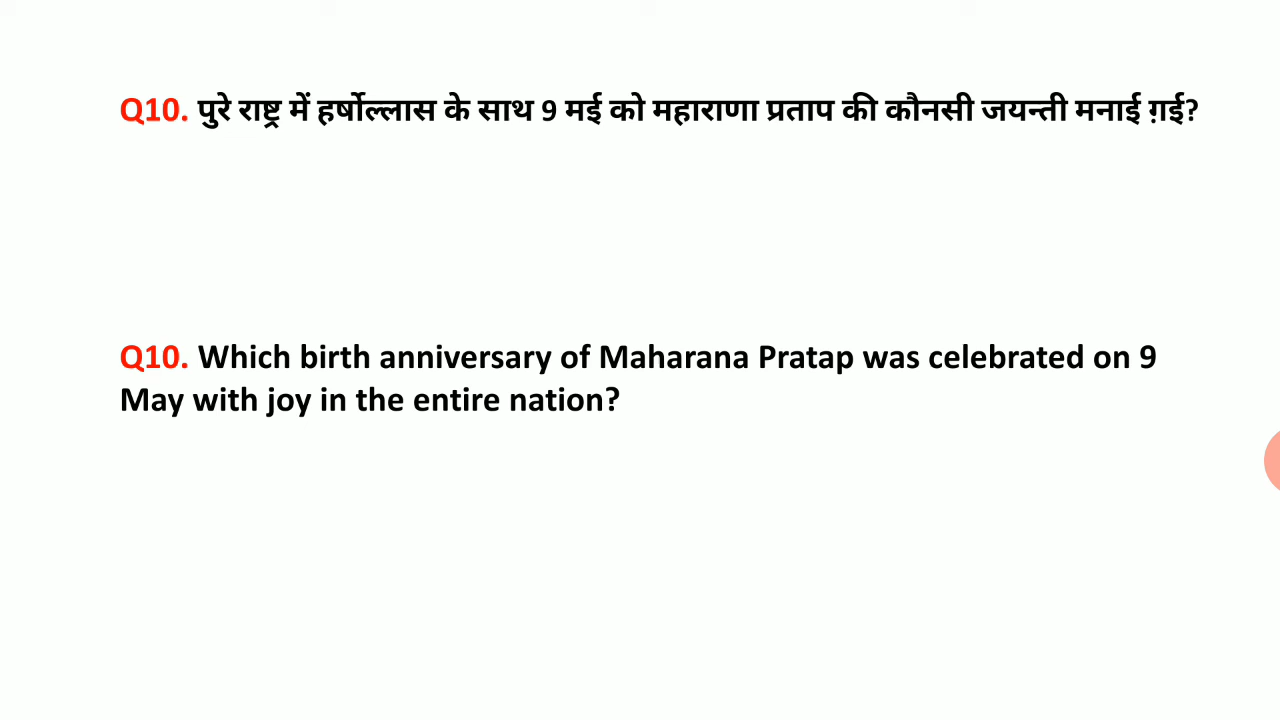 Q10. पुरे राष्ट्र में हर्षोल्लास के साथ 9 मई को महाराणा प्रताप की कौनसी जयन्ती मनाई ग़ई?
Q10. Which birth anniversary of Maharana Pratap was celebrated on 9
May with joy in the entire nation?